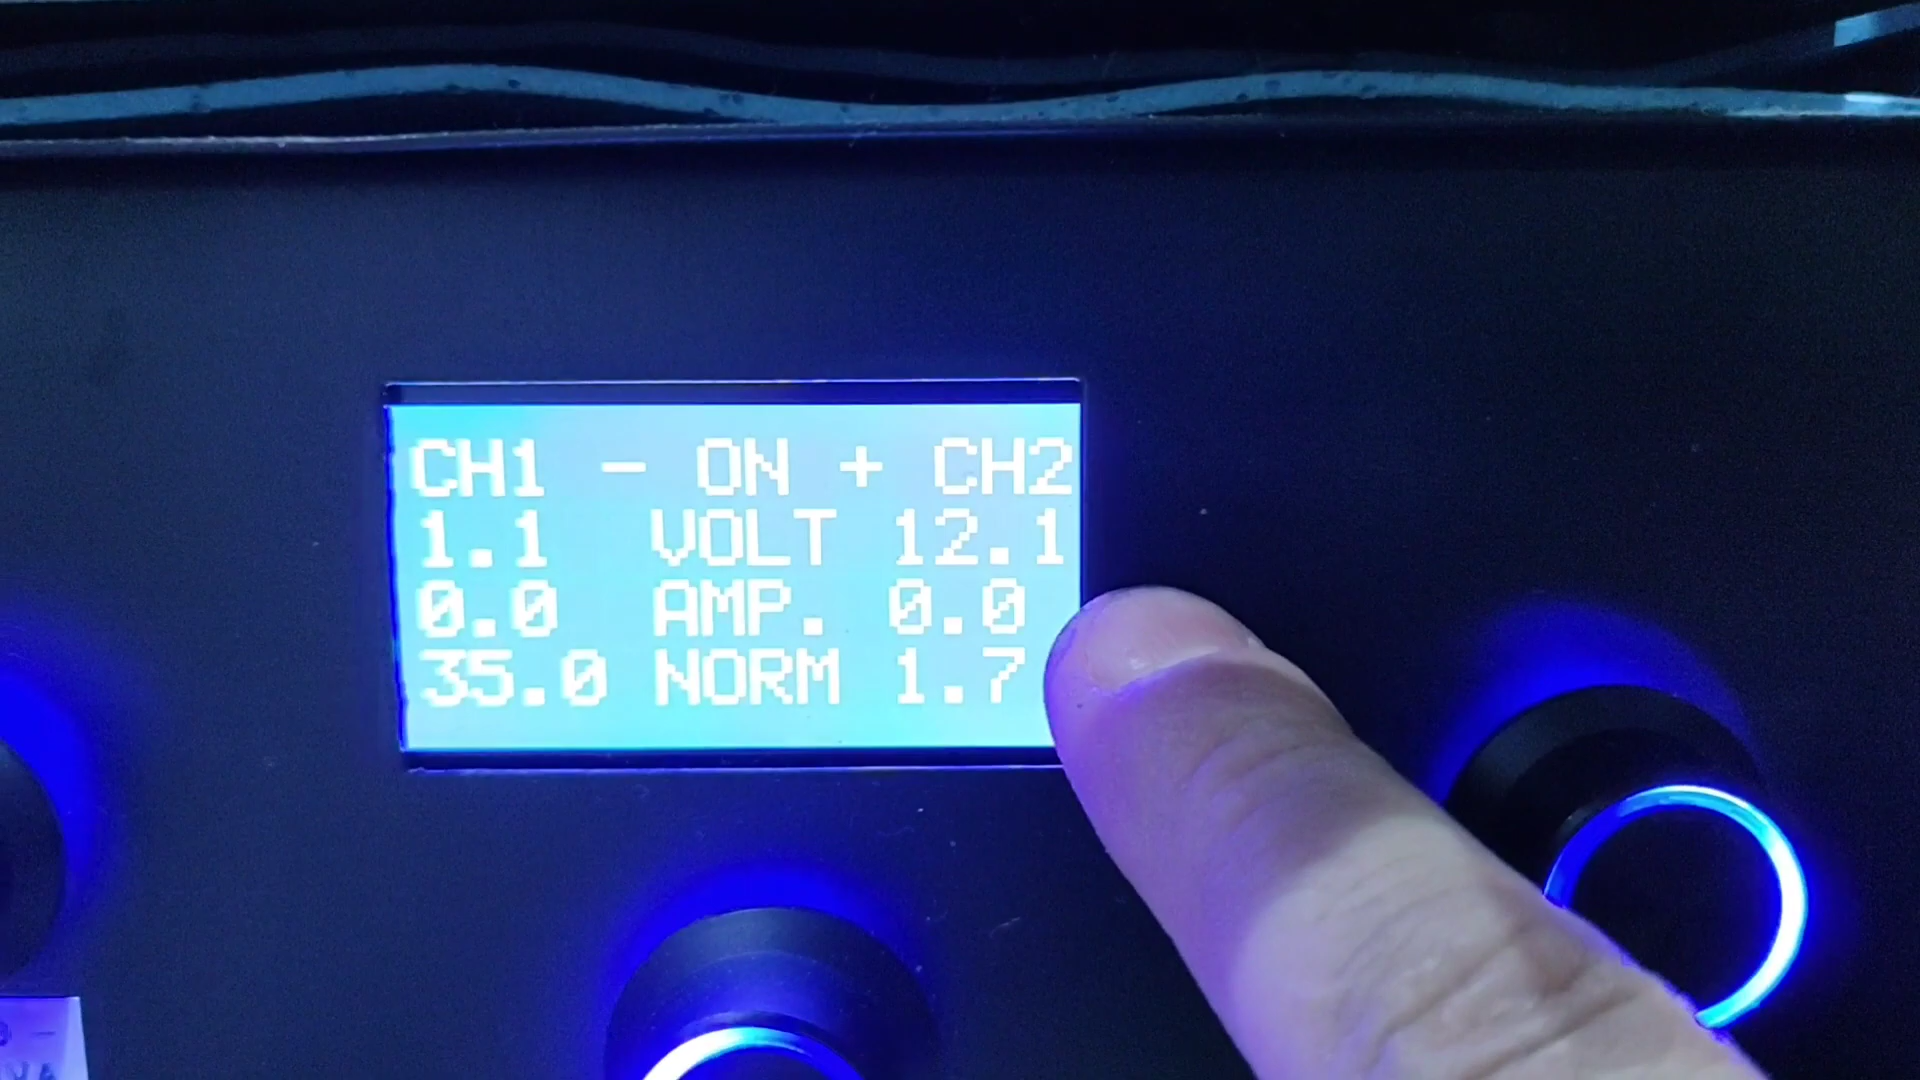 CH1 - ON + CH2
1.1 VOLT 12.1
0.0 AMP. 0.0
35.0 NORM 1.7